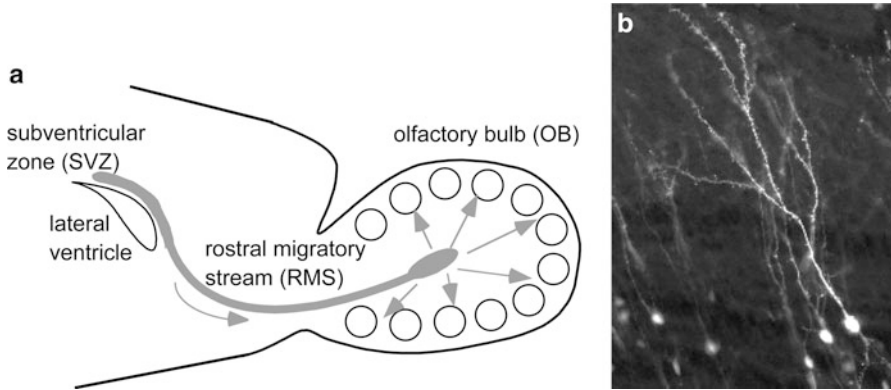 a
subventricular
zone (SVZ)
lateral
ventricle
rostral migratory
stream (RMS)
olfactory bulb (OB)
b